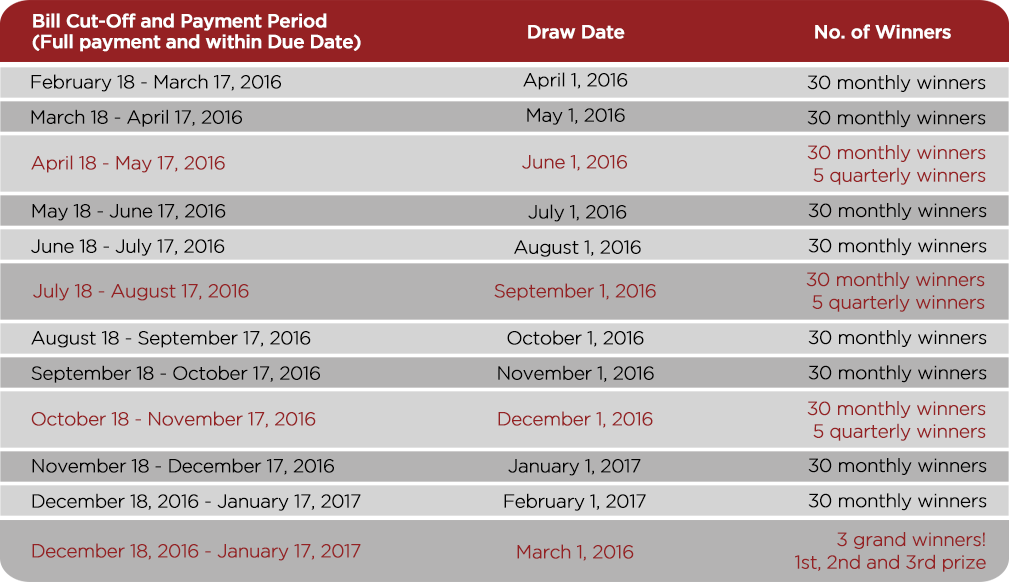 Bill Cut-Off and Payment Period
(Full payment and within Due Date)
Draw Date
No. of Winners
February 18 - March 17, 2016
April 1, 2016
30 monthly winners
March 18 - April 17, 2016
May 1, 2016
30 monthly winners
April 18 - May 17, 2016
June 1, 2016
30 monthly winners
5 quarterly winners
May 18 - June 17, 2016
July 1, 2016
30 monthly winners
June 18 - July 17, 2016
August 1, 2016
30 monthly winners
July 18 - August 17, 2016
September 1, 2016
30 monthly winners
5 quarterly winners
August 18 - September 17, 2016
October 1, 2016
30 monthly winners
September 18 - October 17, 2016
November 1, 2016
30 monthly winners
October 18 - November 17, 2016
December 1, 2016
30 monthly winners
5 quarterly winners
November 18 - December 17, 2016
January 1, 2017
30 monthly winners
December 18, 2016 - January 17, 2017
February 1, 2017
30 monthly winners
December 18, 2016 - January 17, 2017
March 1, 2016
3 grand winners!
1st, 2nd and 3rd prize